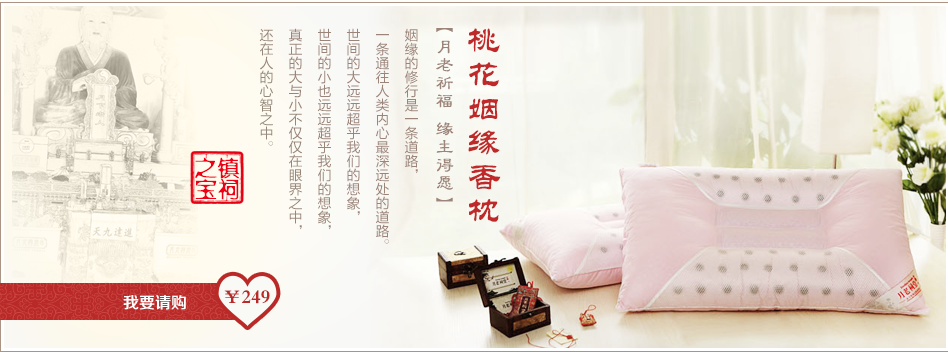 桃花姻缘香枕
【月老祈福 缘主得愿】
姻缘的修行是一条道路，
一条通往人类内心最深远处的道路。
世间的大远远超乎我们的想象，
世间的小也远远超乎我们的想象，
真正的大与小不仅仅在眼界之中，
还在人的心智之中。
镇祠
之宝
我要请购
￥249